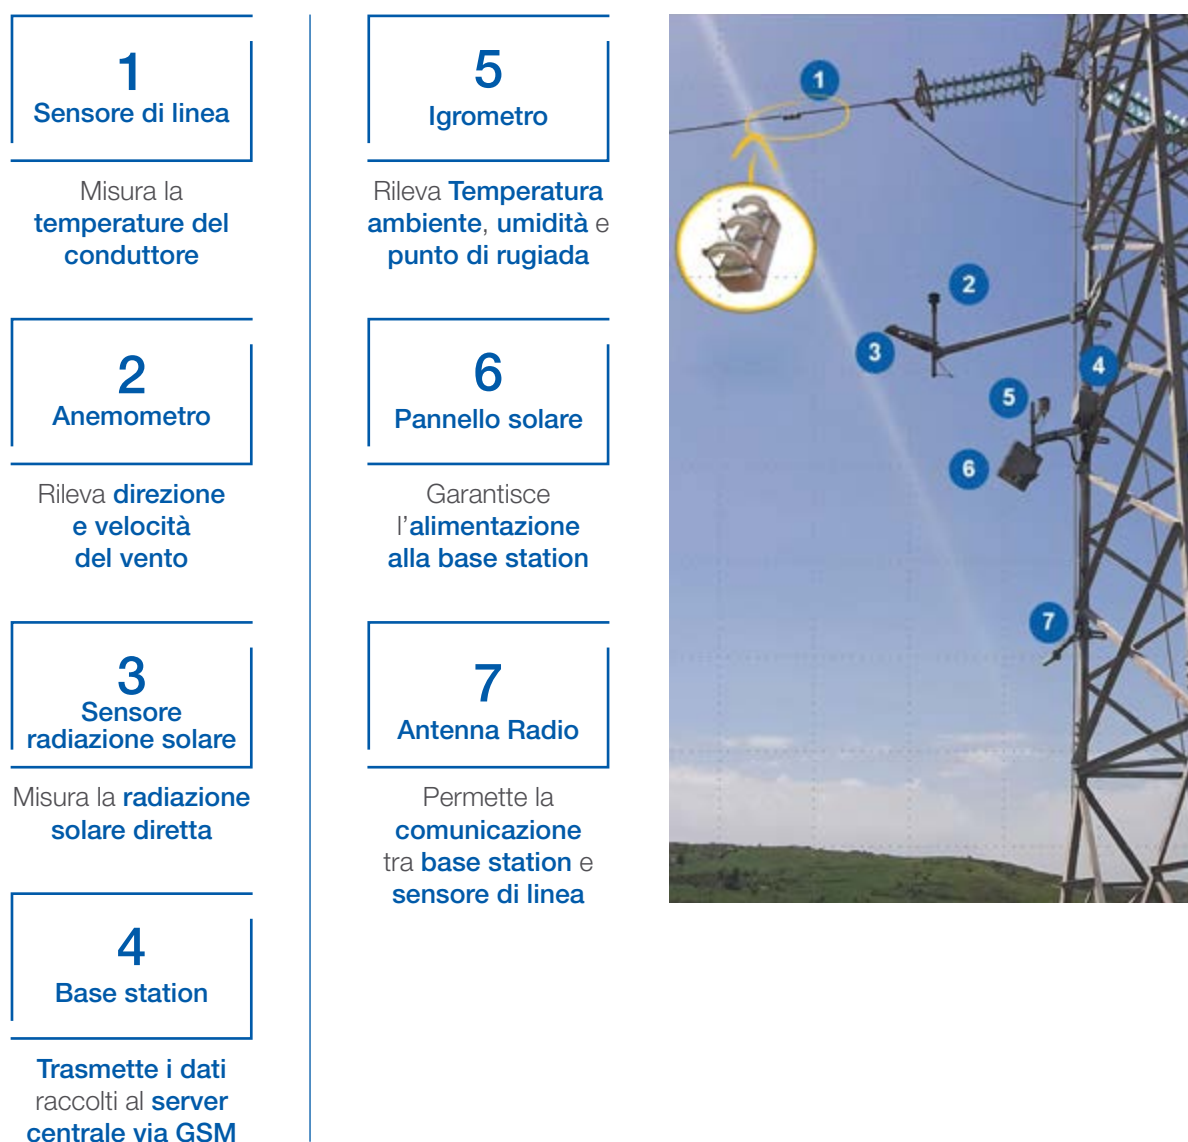 1
Sensore di linea
Misura la
temperature del
conduttore
2
Anemometro
Rileva direzione
e velocità
del vento
3
Sensore
radiazione solare
Misura la radiazione
solare diretta
4
Base station
Trasmette i dati
raccolti al server
centrale via GSM
5
Igrometro
Rileva Temperatura
ambiente, umidità e
punto di rugiada
6
Pannello solare
Garantisce
l'alimentazione
alla base station
7
Antenna Radio
Permette la
comunicazione
tra base station e
sensore di linea
1
2
3
4
5
6
7